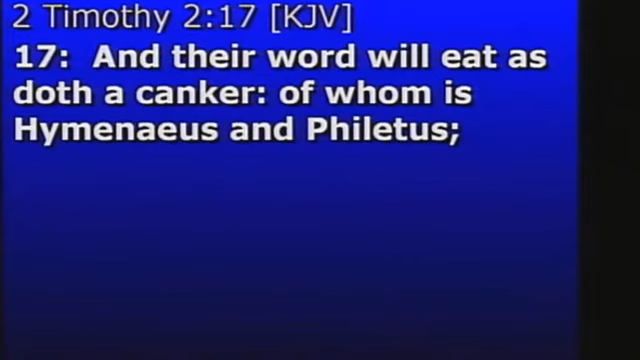 2 Timothy 2:17 [KJV]
17: And their word will eat as
doth a canker: of whom is
Hymenaeus and Philetus;